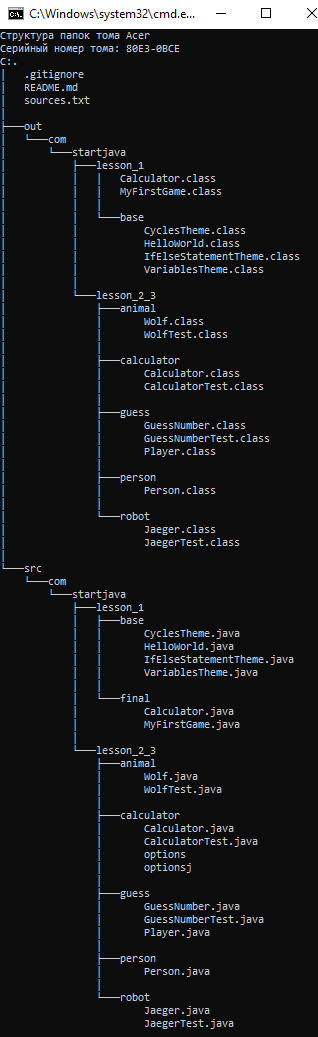 C:\Windows\system32\cmd.e...
Структура папок тома Acer
Серийный номер тома: 80E3-0BCE
C:.
│   .gitignore
│   README.md
│   sources.txt
│
├───out
│   └───com
│       └───startjava
│           ├───lesson_1
│           │   │   Calculator.class
│           │   │   MyFirstGame.class
│           │   │
│           │   └───base
│           │           CyclesTheme.class
│           │           HelloWorld.class
│           │           IfElseStatementTheme.class
│           │           VariablesTheme.class
│           │
│           └───lesson_2_3
│               ├───animal
│               │       Wolf.class
│               │       WolfTest.class
│               │
│               ├───calculator
│               │       Calculator.class
│               │       CalculatorTest.class
│               │
│               ├───guess
│               │       GuessNumber.class
│               │       GuessNumberTest.class
│               │       Player.class
│               │
│               ├───person
│               │       Person.class
│               │
│               └───robot
│                       Jaeger.class
│                       JaegerTest.class
│
└───src
    └───com
        └───startjava
            ├───lesson_1
            │   ├───base
            │   │       CyclesTheme.java
            │   │       HelloWorld.java
            │   │       IfElseStatementTheme.java
            │   │       VariablesTheme.java
            │   │
            │   └───final
            │           Calculator.java
            │           MyFirstGame.java
            │
            └───lesson_2_3
                ├───animal
                │       Wolf.java
                │       WolfTest.java
                │
                ├───calculator
                │       Calculator.java
                │       CalculatorTest.java
                │       options
                │       optionsj
                │
                ├───guess
                │       GuessNumber.java
                │       GuessNumberTest.java
                │       Player.java
                │
                ├───person
                │       Person.java
                │
                └───robot
                        Jaeger.java
                        JaegerTest.java